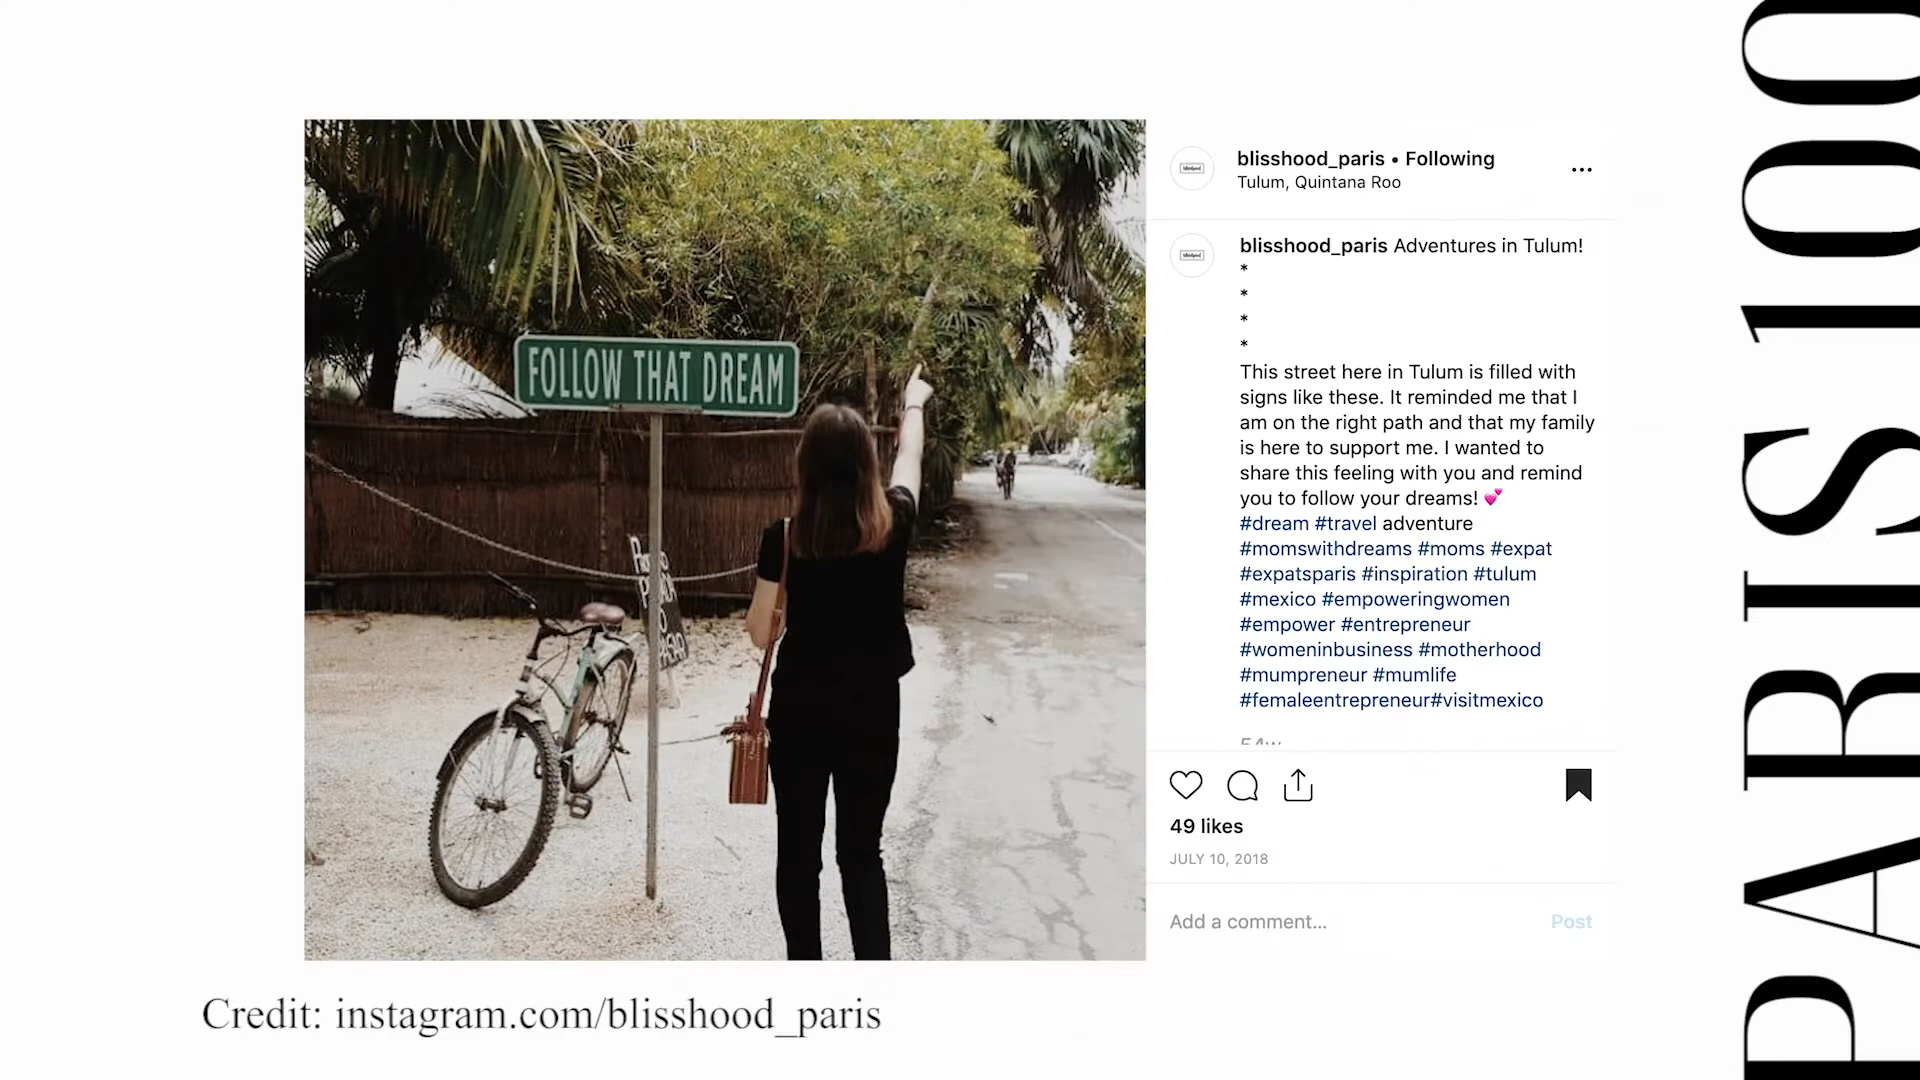 FOLLOW THAT DREAM
blisshood_paris • Following
Tulum, Quintana Roo
blisshood_paris Adventures in Tulum!
*
*
*
*
This street here in Tulum is filled with
signs like these. It reminded me that I
am on the right path and that my family
is here to support me. I wanted to
share this feeling with you and remind
you to follow your dreams! 💕
#dream #travel adventure
#momswithdreams #moms #expat
#expatsparis #inspiration #tulum
#mexico #empoweringwomen
#empower #entrepreneur
#womeninbusiness #motherhood
#mumpreneur #mumlife
#femaleentrepreneur#visitmexico
49 likes
JULY 10, 2018
Add a comment...
Post
Credit: instagram.com/blisshood_paris
PARIS100